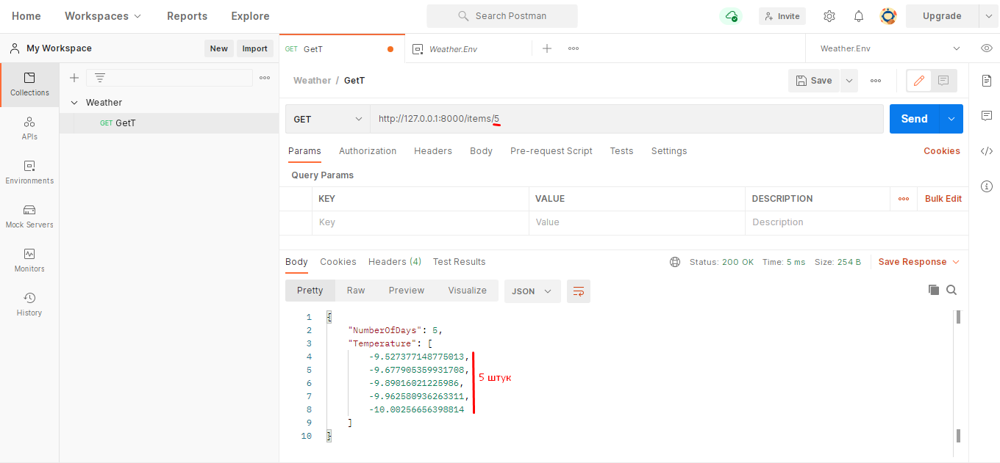 Home Workspaces Reports Explore Search Postman Invite Upgrade
My Workspace New Import GET GetT Weather.Env Weather.Env
Collections
APIs
Environments
Mock Servers
Monitors
History
Weather
GET GetT
Weather / GetT Save
GET http://127.0.0.1:8000/items/5 Send
Params Authorization Headers Body Pre-request Script Tests Settings Cookies
Query Params
KEY VALUE DESCRIPTION Bulk Edit
Key Value Description
Body Cookies Headers (4) Test Results Status: 200 OK Time: 5 ms Size: 254 B Save Response
Pretty Raw Preview Visualize JSON
1 {
2 "NumberOfDays": 5,
3 "Temperature": [
4 -9.527377148775013,
5 -9.677905359931708,
6 -9.89016021225986,
7 -9.962580936263311,
8 -10.00256656398814
9 ]
10 }
5 штук